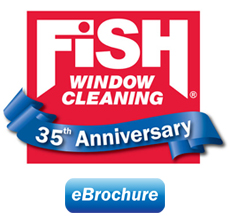 FiSH
WINDOW
CLEANING ®
35th Anniversary
eBrochure